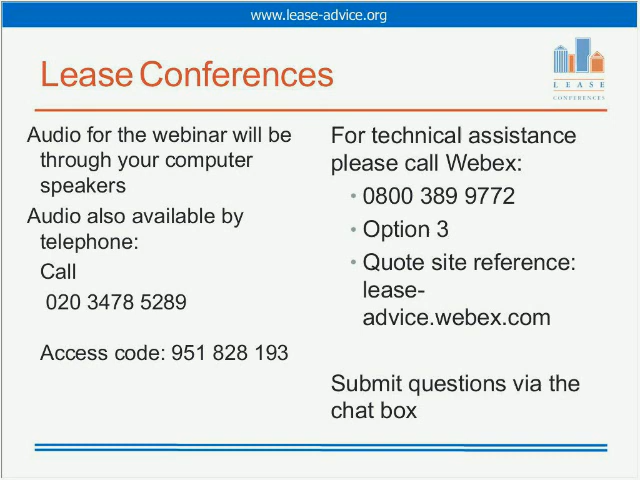 www.lease-advice.org
Lease Conferences
LEASE
CONFERENCES
Audio for the webinar will be
through your computer
speakers
Audio also available by
telephone:
Call
020 3478 5289
Access code: 951 828 193
For technical assistance
please call Webex:
• 0800 389 9772
• Option 3
• Quote site reference:
lease-
advice.webex.com
Submit questions via the
chat box